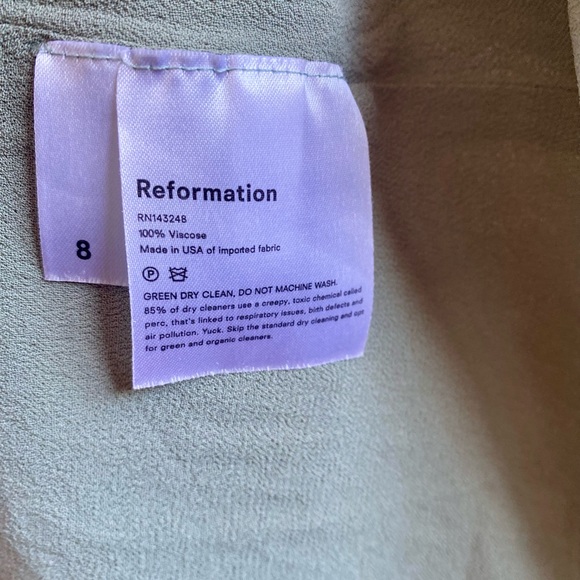 8
Reformation
RN143248
100% Viscose
Made in USA of imported fabric
P
GREEN DRY CLEAN, DO NOT MACHINE WASH.
85% of dry cleaners use a creepy, toxic chemical called
perc, that's linked to respiratory issues, birth defects and
air pollution. Yuck. Skip the standard dry cleaning and opt
for green and organic cleaners.